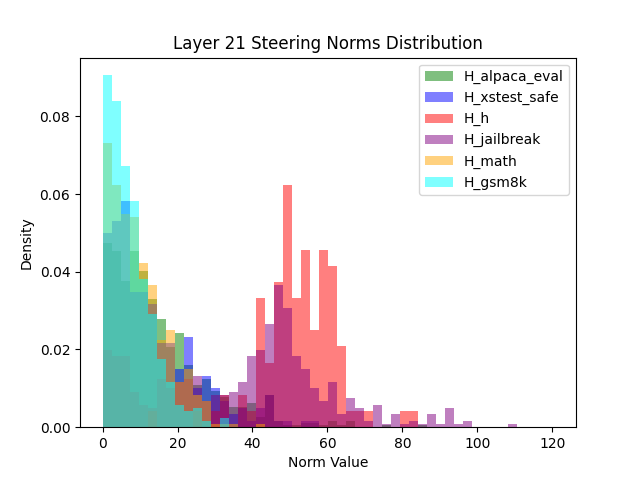 Layer 21 Steering Norms Distribution
H_alpaca_eval
H_xstest_safe
H_h
H_jailbreak
H_math
H_gsm8k
Density
0.08
0.06
0.04
0.02
0.00
0 20 40 60 80 100 120
Norm Value